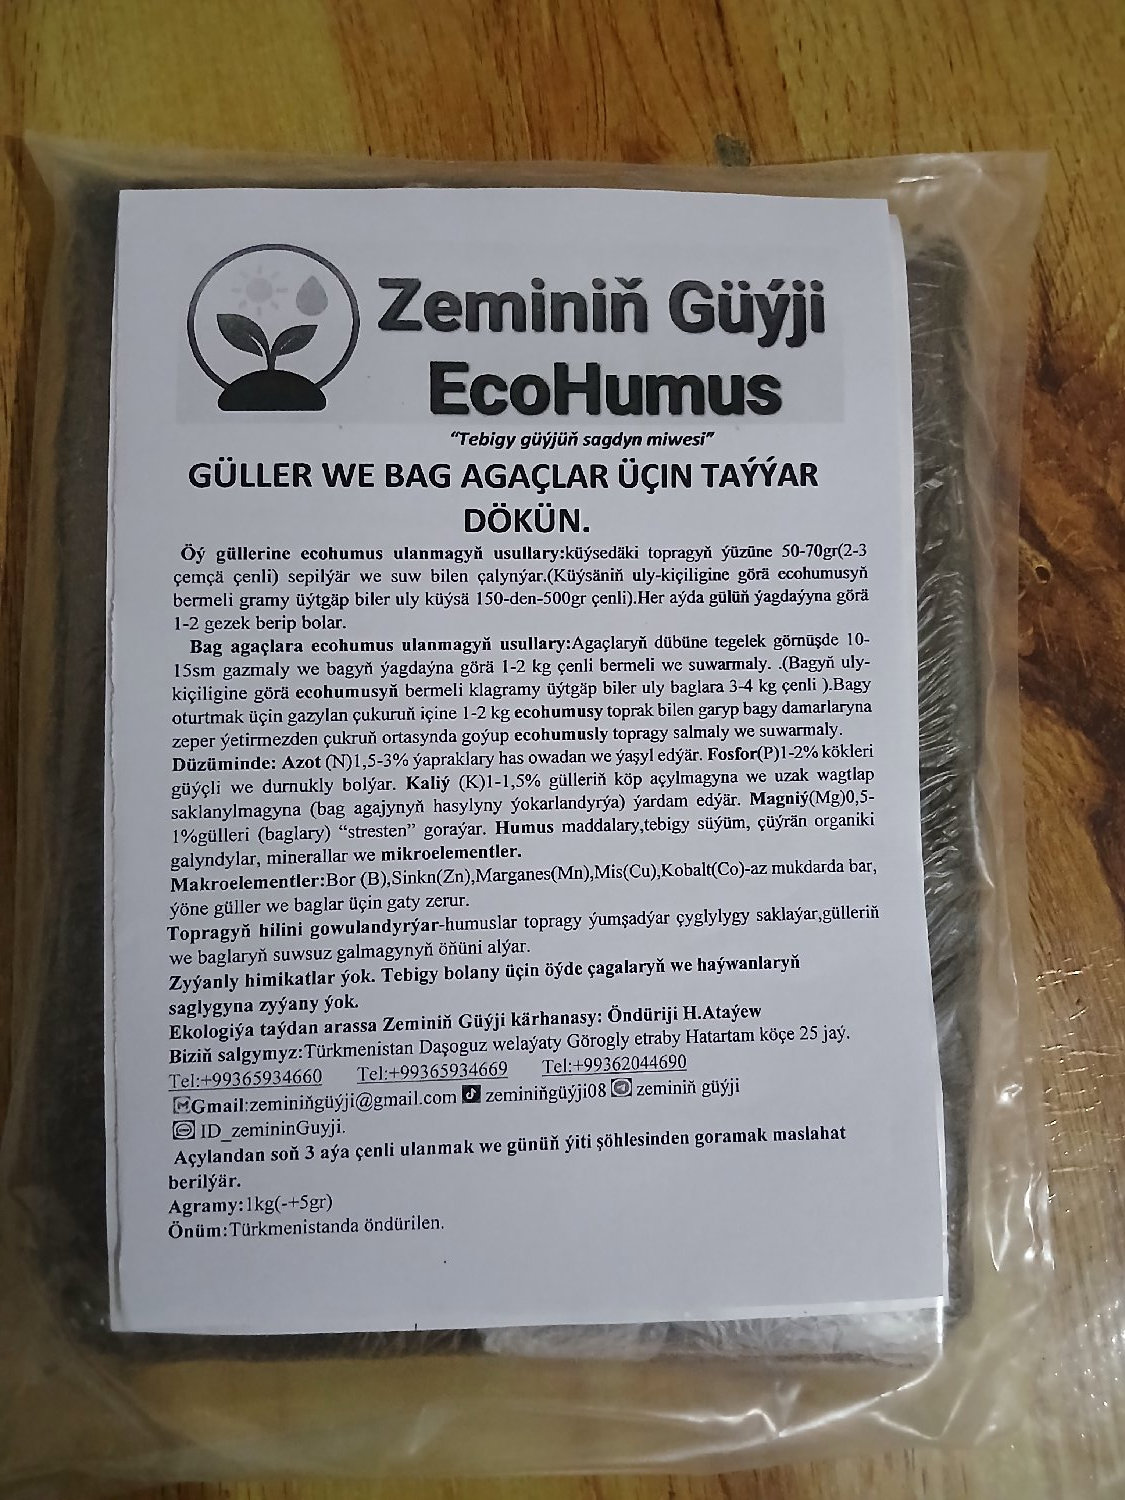 Zeminiň Güýji
EcoHumus
“Tebigy güýjüň sagdyn miwesi”
GÜLLER WE BAG AGAÇLAR ÜÇIN TAÝÝAR
DÖKÜN.
Öý güllerine ecohumus ulanmagyň usullary:küýsedäki topragyň ýüzüne 50-70gr(2-3
çemçä çenli) sepilýär we suw bilen çalynýar.(Küýsäniň uly-kiçiligine görä ecohumusyň
bermeli gramy üýtgäp biler uly küýsä 150-den-500gr çenli).Her aýda gülüň ýagdaýyna görä
1-2 gezek berip bolar.
Bag agaçlara ecohumus ulanmagyň usullary:Agaçlaryň dübüne tegelek görnüşde 10-
15sm gazmaly we bagyň ýagdaýna görä 1-2 kg çenli bermeli we suwarmaly. .(Bagyň uly-
kiçiligine görä ecohumusyň bermeli klagramy üýtgäp biler uly baglara 3-4 kg çenli ).Bagy
oturtmak üçin gazylan çukuruň içine 1-2 kg ecohumusy toprak bilen garyp bagy damarlaryna
zeper ýetirmezden çukruň ortasynda goýup ecohumusly topragy salmaly we suwarmaly.
Düzüminde: Azot (N)1,5-3% ýapraklary has owadan we ýaşyl edýär. Fosfor(P)1-2% kökleri
güýçli we durnukly bolýar. Kaliý (K)1-1,5% gülleriň köp açylmagyna we uzak wagtlap
saklanylmagyna (bag agajynyň hasylyny ýokarlandyrýa) ýardam edýär. Magniý(Mg)0,5-
1%gülleri (baglary) “stresten” goraýar. Humus maddalary,tebigy süýüm, çüýrän organiki
galyndylar, minerallar we mikroelementler.
Makroelementler:Bor (B),Sinkn(Zn),Marganes(Mn),Mis(Cu),Kobalt(Co)-az mukdarda bar,
ýöne güller we baglar üçin gaty zerur.
Topragyň hilini gowulandyrýar-humuslar topragy ýumşadýar çyglylygy saklaýar,gülleriň
we baglaryň suwsuz galmagynyň öňüni alýar.
Zyýanly himikatlar ýok. Tebigy bolany üçin öýde çagalaryň we haýwanlaryň
saglygyna zyýany ýok.
Ekologiýa taýdan arassa Zeminiň Güýji kärhanasy: Öndüriji H.Ataýew
Biziň salgymyz:Türkmenistan Daşoguz welaýaty Görogly etraby Hatartam köçe 25 jaý.
Tel:+99365934660 Tel:+99365934669 Tel:+99362044690
Gmail:zeminiňgüýji@gmail.com zeminiňgüýji08 zeminiň güýji
ID_zemininGuyji.
Açylandan soň 3 aýa çenli ulanmak we günüň ýiti şöhlesinden goramak maslahat
berilýär.
Agramy:1kg(-+5gr)
Önüm:Türkmenistanda öndürilen.